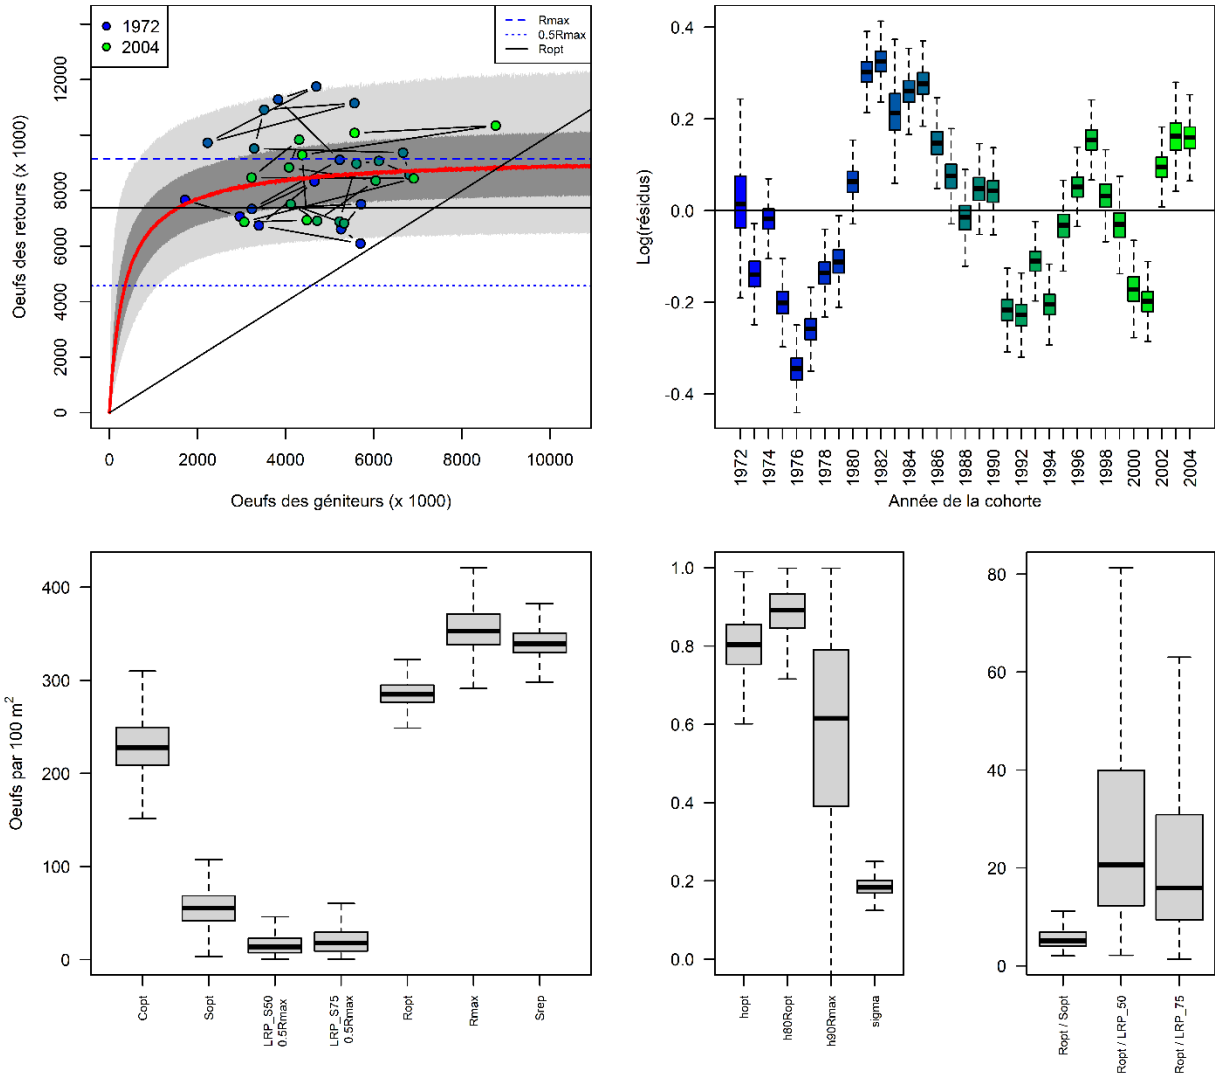 1972
2004
Rmax
0.5Rmax
Ropt
Oeufs des retours (x 1000)
0
2000
4000
6000
8000
10000
12000
0
2000
4000
6000
8000
10000
Oeufs des géniteurs (x 1000)
Log(résidus)
0.4
0.2
0.0
-0.2
-0.4
1972
1974
1976
1978
1980
1982
1984
1986
1988
1990
1992
1994
1996
1998
2000
2002
2004
Année de la cohorte
Oeufs par 100 m²
400
300
200
100
0
Copt
Sopt
LRP_S50
0.5Rmax
LRP_S75
0.5Rmax
Ropt
Rmax
Srep
1.0
0.8
0.6
0.4
0.2
0.0
hopt
h80Ropt
h90Rmax
sigma
80
60
40
20
0
Ropt / Sopt
Ropt / LRP_50
Ropt / LRP_75